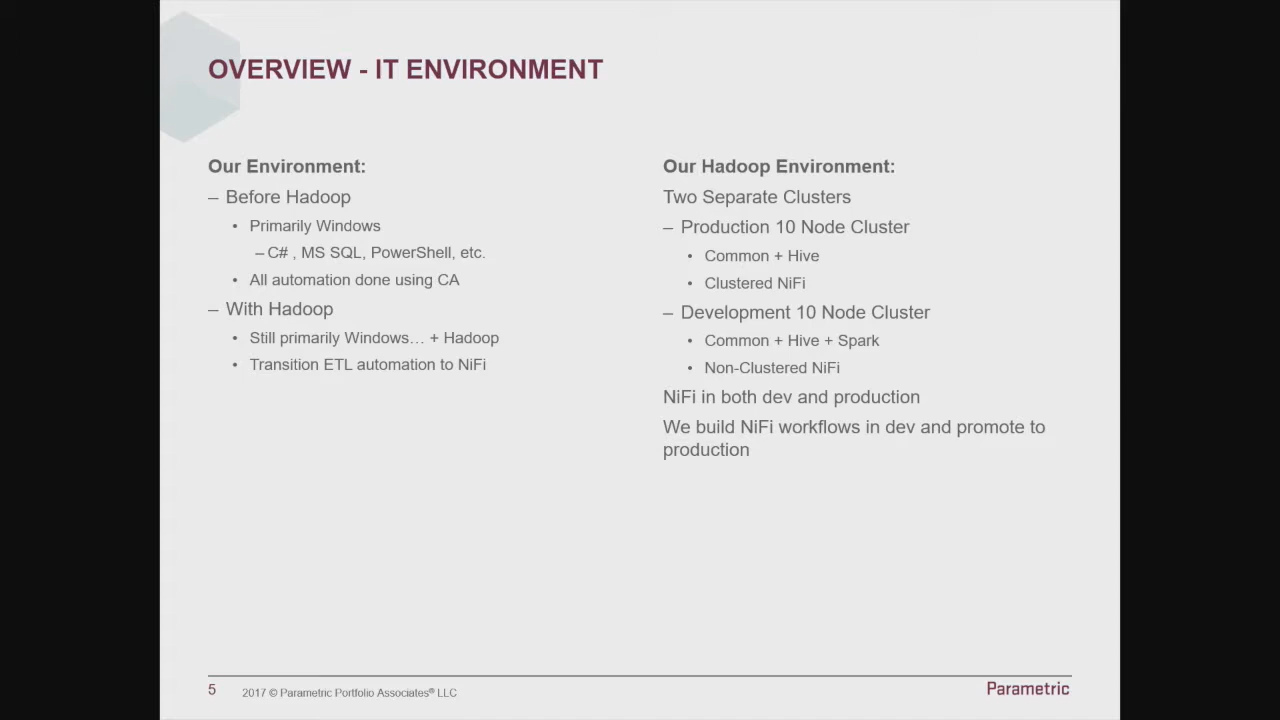 OVERVIEW - IT ENVIRONMENT
Our Environment:
– Before Hadoop
• Primarily Windows
– C# , MS SQL, PowerShell, etc.
• All automation done using CA
– With Hadoop
• Still primarily Windows… + Hadoop
• Transition ETL automation to NiFi
Our Hadoop Environment:
Two Separate Clusters
– Production 10 Node Cluster
• Common + Hive
• Clustered NiFi
– Development 10 Node Cluster
• Common + Hive + Spark
• Non-Clustered NiFi
NiFi in both dev and production
We build NiFi workflows in dev and promote to
production
5 2017 © Parametric Portfolio Associates® LLC
Parametric